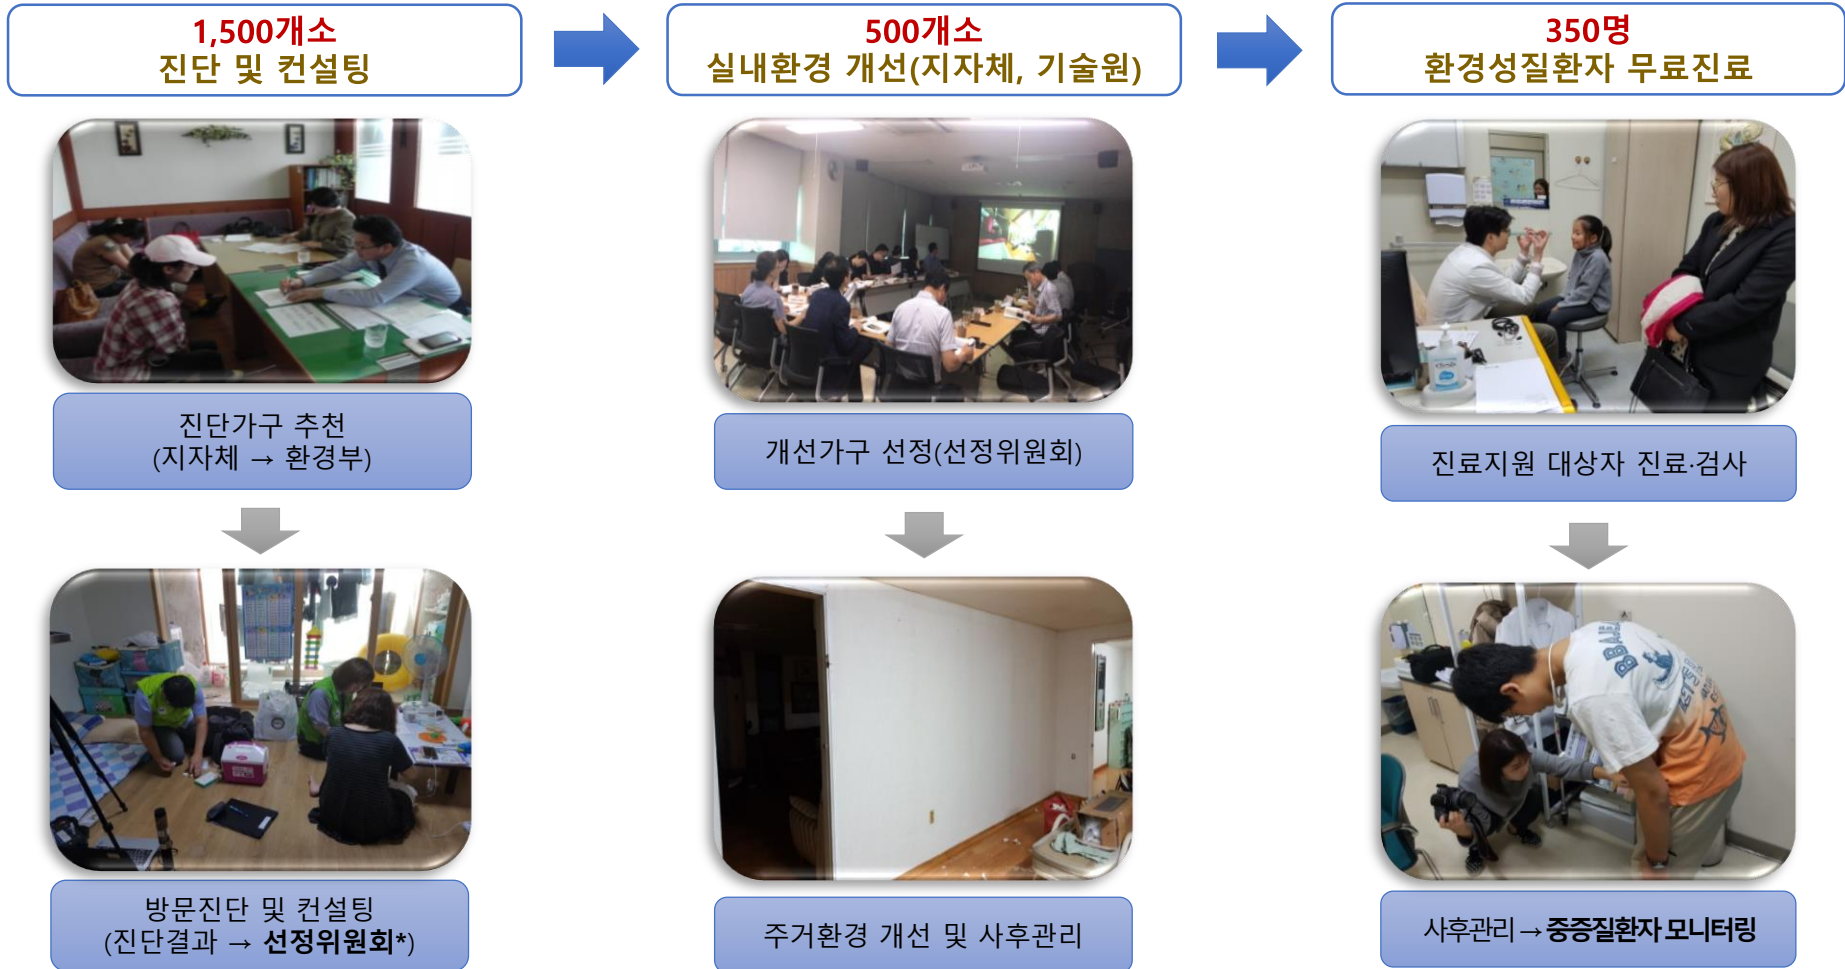 1,500개소
진단 및 컨설팅
500개소
실내환경 개선(지자체, 기술원)
350명
환경성질환자 무료진료
진단가구 추천
(지자체 → 환경부)
개선가구 선정(선정위원회)
진료지원 대상자 진료·검사
방문진단 및 컨설팅
(진단결과 → 선정위원회*)
주거환경 개선 및 사후관리
사후관리 → 중증질환자 모니터링